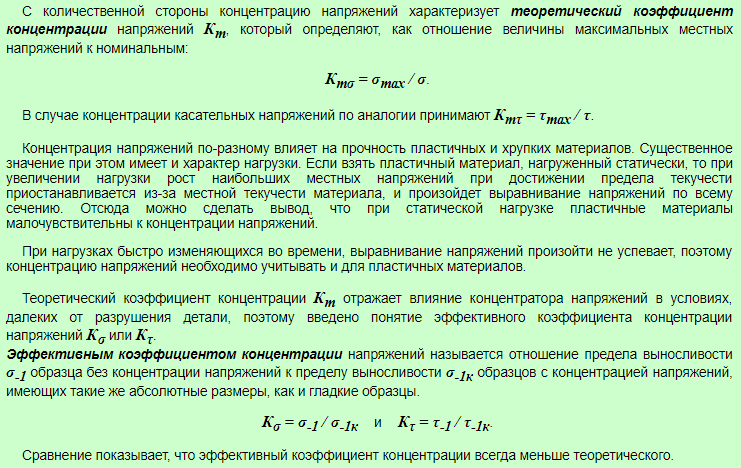 С количественной стороны концентрацию напряжений характеризует теоретический коэффициент
концентрации напряжений Kт, который определяют, как отношение величины максимальных местных
напряжений к номинальным:
Kтσ = σmax / σ.
В случае концентрации касательных напряжений по аналогии принимают Kтτ = τmax / τ.
Концентрация напряжений по-разному влияет на прочность пластичных и хрупких материалов. Существенное
значение при этом имеет и характер нагрузки. Если взять пластичный материал, нагруженный статически, то при
увеличении нагрузки рост наибольших местных напряжений при достижении предела текучести
приостанавливается из-за местной текучести материала, и произойдет выравнивание напряжений по всему
сечению. Отсюда можно сделать вывод, что при статической нагрузке пластичные материалы
малочувствительны к концентрации напряжений.
При нагрузках быстро изменяющихся во времени, выравнивание напряжений произойти не успевает, поэтому
концентрацию напряжений необходимо учитывать и для пластичных материалов.
Теоретический коэффициент концентрации Kт отражает влияние концентратора напряжений в условиях,
далеких от разрушения детали, поэтому введено понятие эффективного коэффициента концентрации
напряжений Kσ или Kτ.
Эффективным коэффициентом концентрации напряжений называется отношение предела выносливости
σ-1 образца без концентрации напряжений к пределу выносливости σ-1к образцов с концентрацией напряжений,
имеющих такие же абсолютные размеры, как и гладкие образцы.
Kσ = σ-1 / σ-1к и Kτ = τ-1 / τ-1к.
Сравнение показывает, что эффективный коэффициент концентрации всегда меньше теоретического.